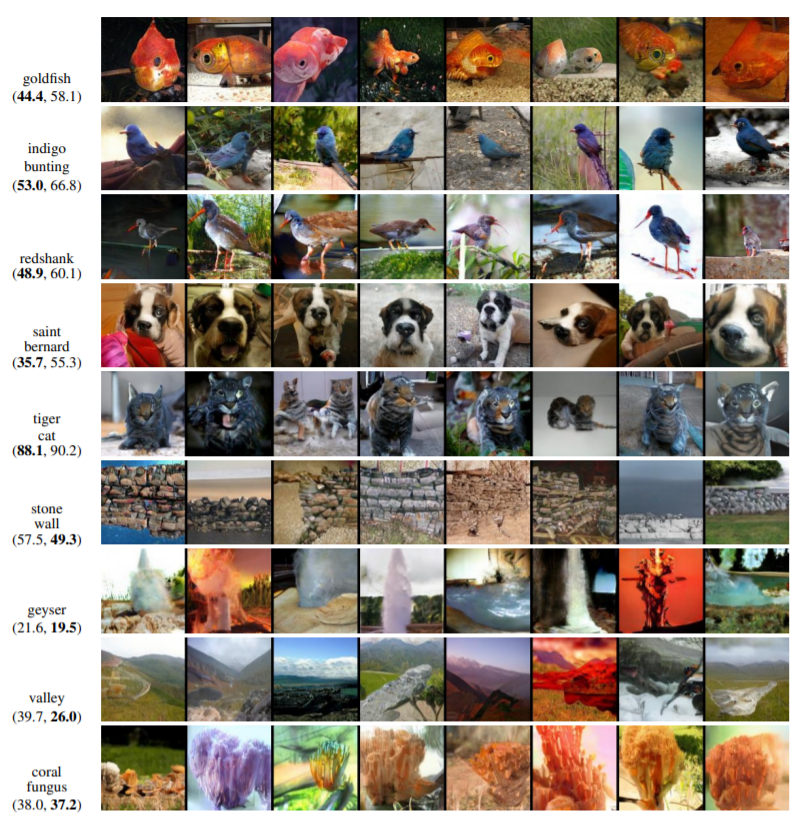 goldfish
(44.4, 58.1)
indigo
bunting
(53.0, 66.8)
redshank
(48.9, 60.1)
saint
bernard
(35.7, 55.3)
tiger
cat
(88.1, 90.2)
stone
wall
(57.5, 49.3)
geyser
(21.6, 19.5)
valley
(39.7, 26.0)
coral
fungus
(38.0, 37.2)